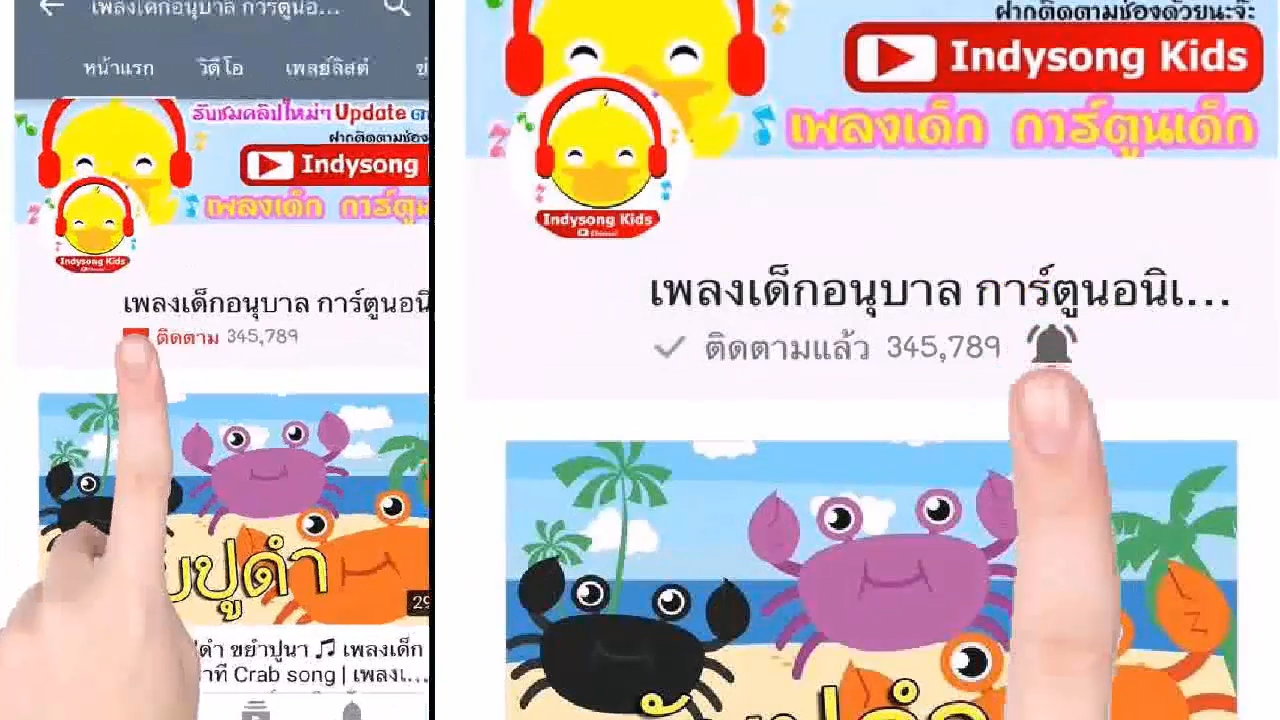 เพลงเด็กอนุบาล การ์ตูนอ...
หน้าแรก วิดีโอ เพลย์ลิสต์
รับชมคลิปใหม่ๆ Update
ฝากติดตามช่อง
Indysong
เพลงเด็ก การ์ตูน
Indysong Kids
เพลงเด็กอนุบาล การ์ตูนอนิ
ติดตาม 345,789
ปูดำ
29
ปูดำ ขยำปูนา 🎵 เพลงเด็ก
Crab song | เพลง...
ฝากติดตามช่องด้วยนะจ๊ะ
Indysong Kids
เพลงเด็ก การ์ตูนเด็ก
Indysong Kids
Channel
เพลงเด็กอนุบาล การ์ตูนอนิเ...
ติดตามแล้ว 345,789